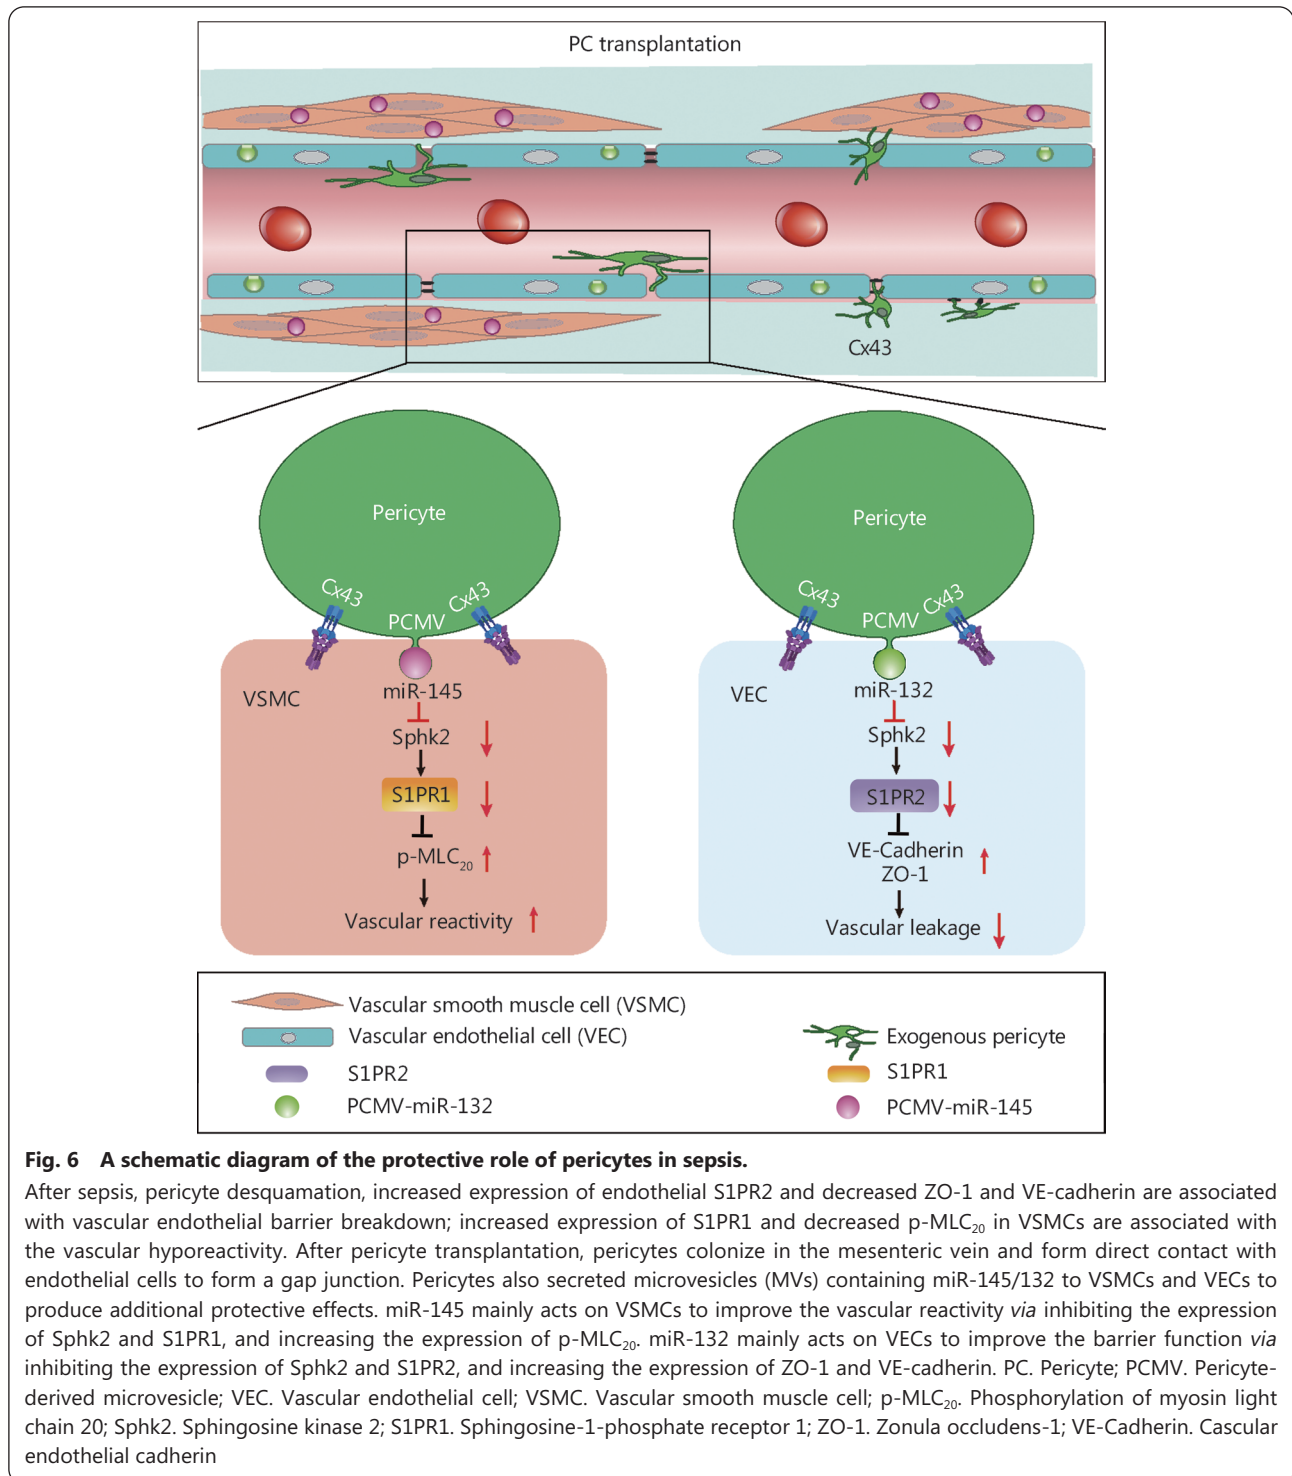 PC transplantation
Cx43
Pericyte
Pericyte
Cx43
PCMV
Cx43
Cx43
PCMV
Cx43
VSMC
miR-145
Sphk2
S1PR1
p-MLC20
Vascular reactivity
VEC
miR-132
Sphk2
S1PR2
VE-Cadherin
ZO-1
Vascular leakage
Vascular smooth muscle cell (VSMC)
Vascular endothelial cell (VEC)
Exogenous pericyte
S1PR2
S1PR1
PCMV-miR-132
PCMV-miR-145
Fig. 6 A schematic diagram of the protective role of pericytes in sepsis.
After sepsis, pericyte desquamation, increased expression of endothelial S1PR2 and decreased ZO-1 and VE-cadherin are associated
with vascular endothelial barrier breakdown; increased expression of S1PR1 and decreased p-MLC20 in VSMCs are associated with
the vascular hyporeactivity. After pericyte transplantation, pericytes colonize in the mesenteric vein and form direct contact with
endothelial cells to form a gap junction. Pericytes also secreted microvesicles (MVs) containing miR-145/132 to VSMCs and VECs to
produce additional protective effects. miR-145 mainly acts on VSMCs to improve the vascular reactivity via inhibiting the expression
of Sphk2 and S1PR1, and increasing the expression of p-MLC20. miR-132 mainly acts on VECs to improve the barrier function via
inhibiting the expression of Sphk2 and S1PR2, and increasing the expression of ZO-1 and VE-cadherin. PC. Pericyte; PCMV. Pericyte-
derived microvesicle; VEC. Vascular endothelial cell; VSMC. Vascular smooth muscle cell; p-MLC20. Phosphorylation of myosin light
chain 20; Sphk2. Sphingosine kinase 2; S1PR1. Sphingosine-1-phosphate receptor 1; ZO-1. Zonula occludens-1; VE-Cadherin. Cascular
endothelial cadherin